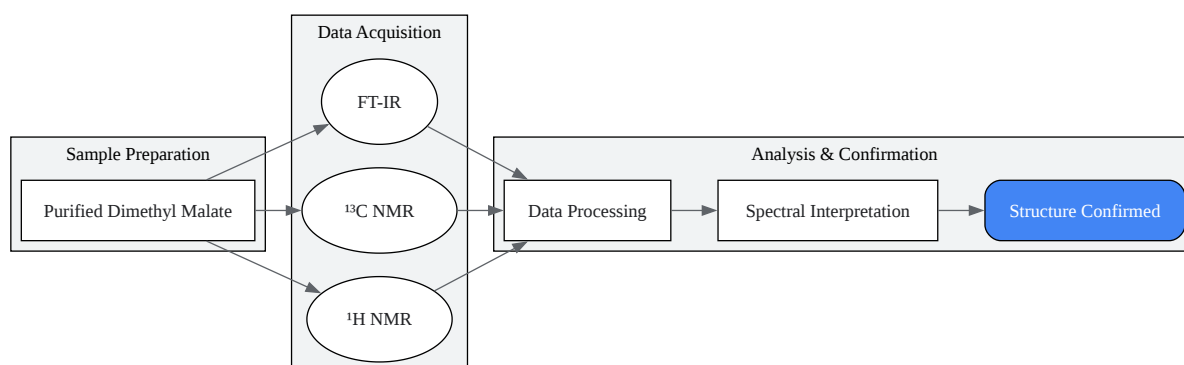 Data Acquisition
FT-IR
Sample Preparation
Analysis & Confirmation
Purified Dimethyl Malate
¹³C NMR
Data Processing
Spectral Interpretation
Structure Confirmed
¹H NMR